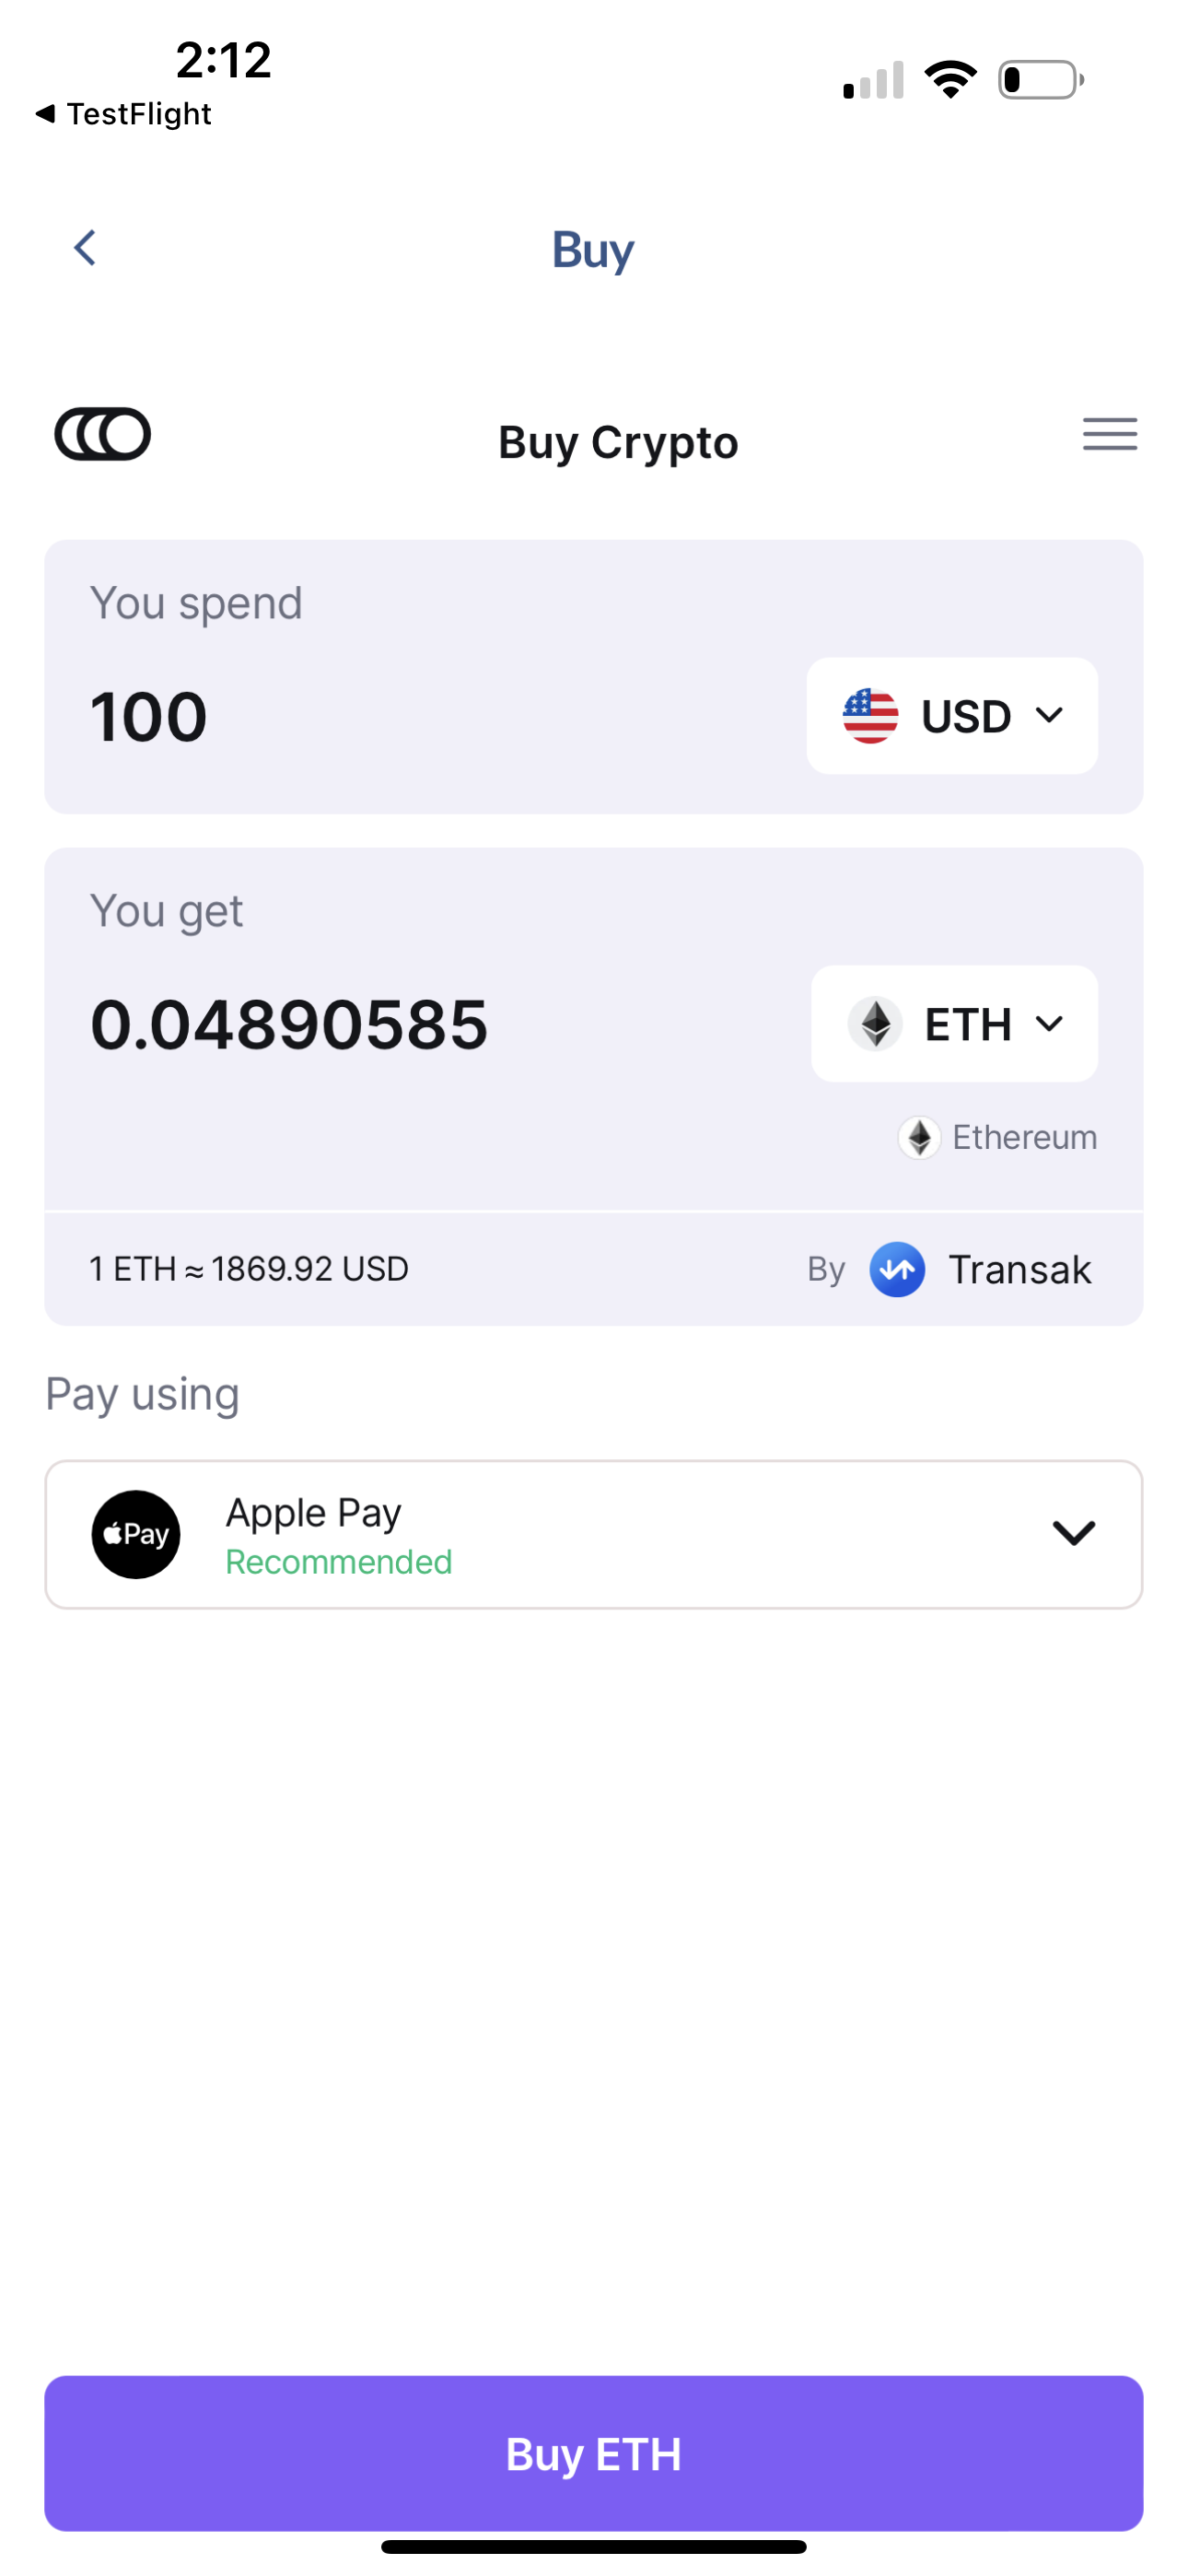 2:12
◀ TestFlight
Buy
Buy Crypto
You spend
100
USD
You get
0.04890585
ETH
Ethereum
1 ETH ≈ 1869.92 USD
By Transak
Pay using
Pay
Apple Pay
Recommended
Buy ETH